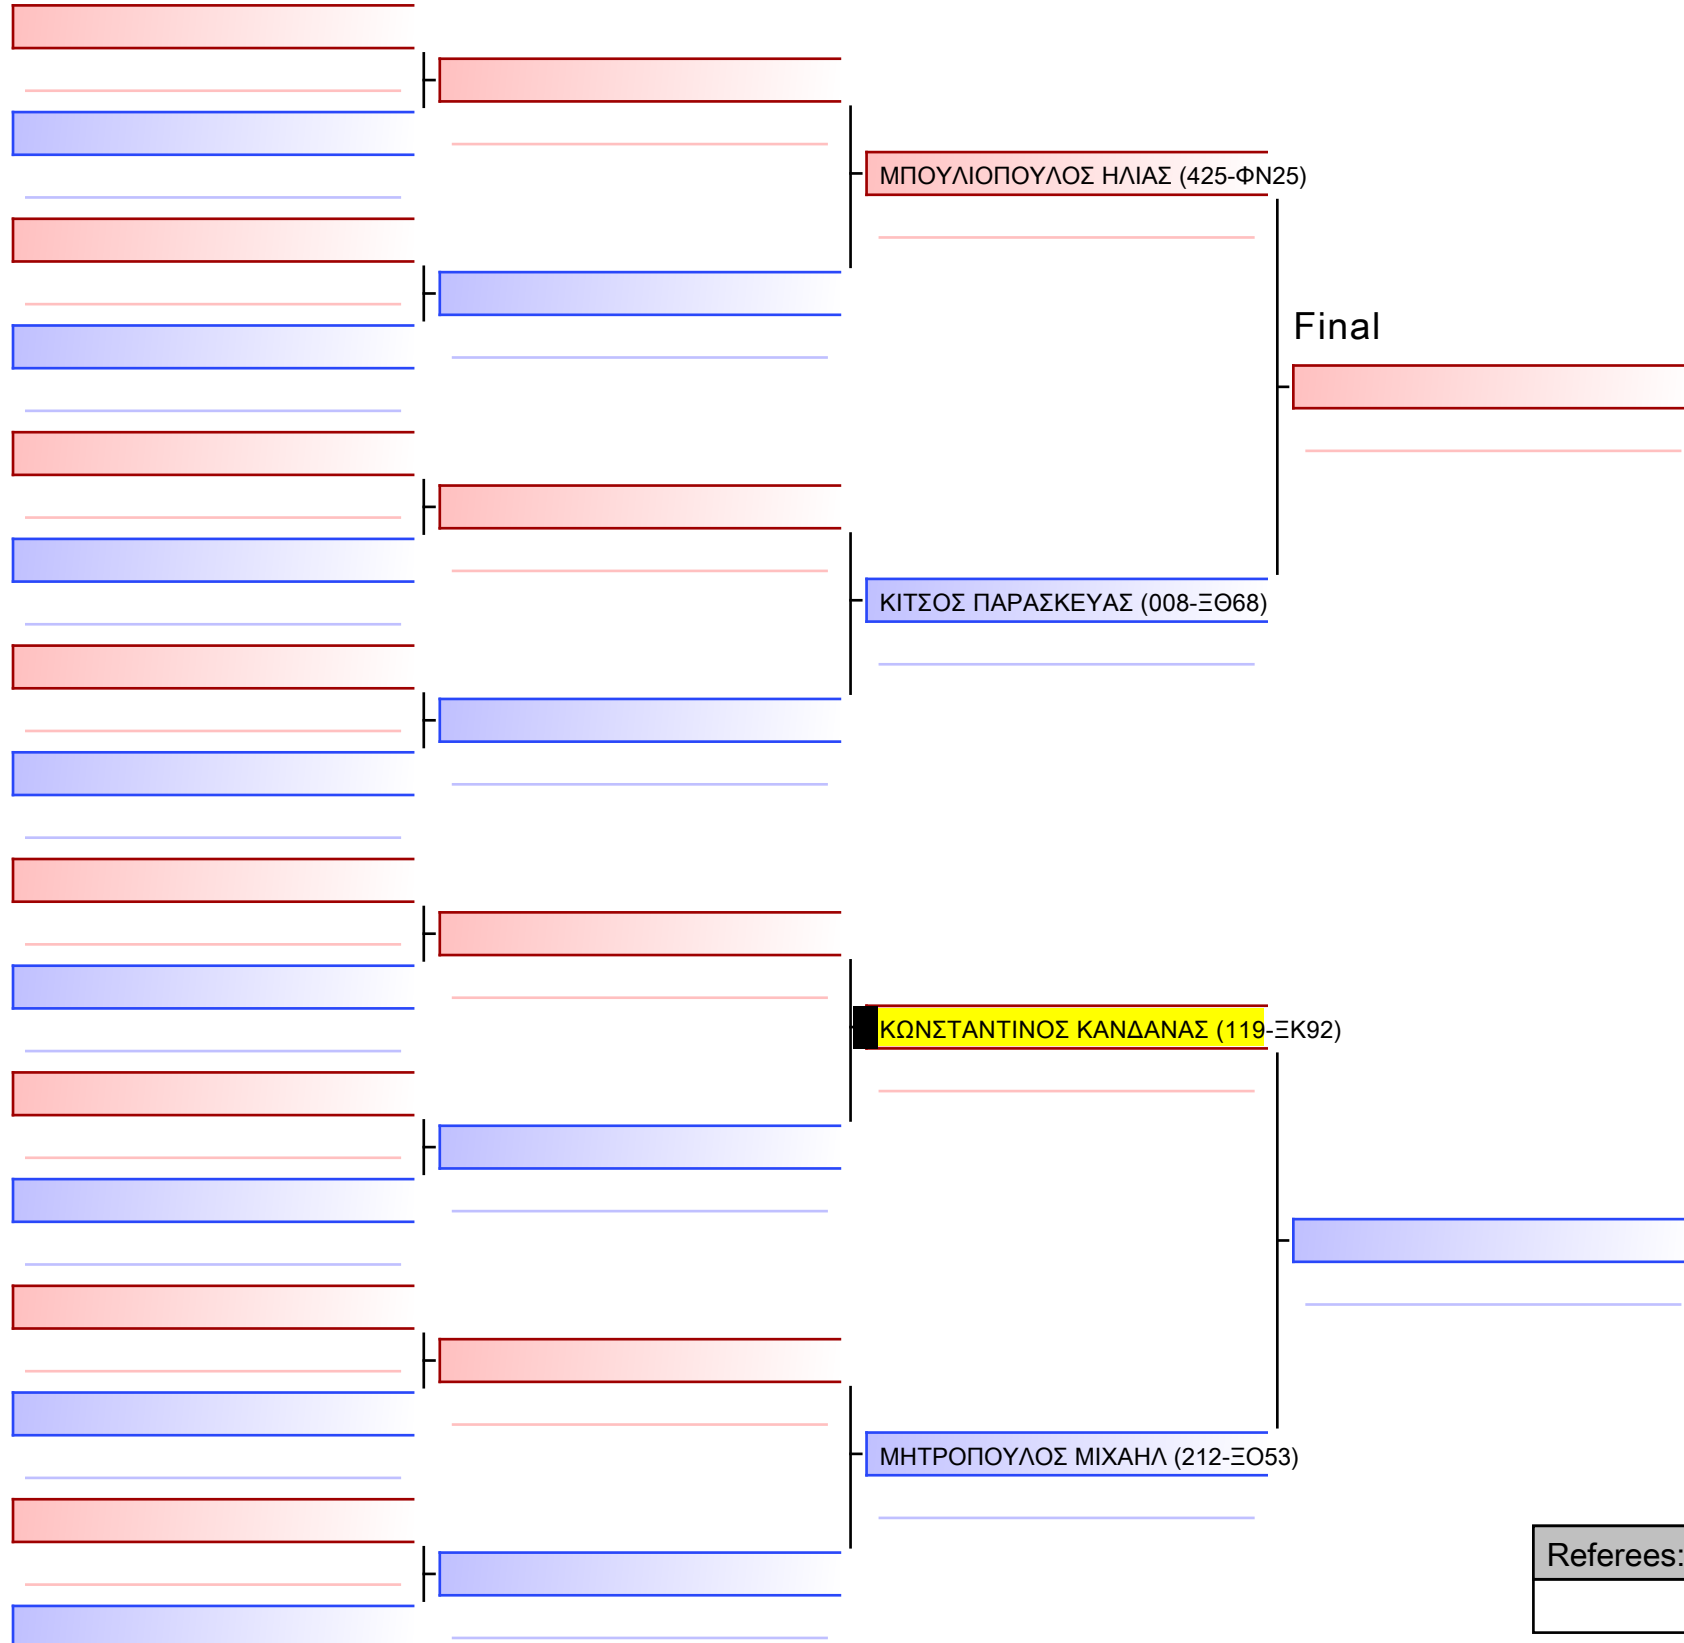 ΜΠΟΥΛΙΟΠΟΥΛΟΣ ΗΛΙΑΣ (425-ΦΝ25)
Final
ΚΙΤΣΟΣ ΠΑΡΑΣΚΕΥΑΣ (008-ΞΘ68)
ΚΩΝΣΤΑΝΤΙΝΟΣ ΚΑΝΔΑΝΑΣ (119-ΞΚ92)
ΜΗΤΡΟΠΟΥΛΟΣ ΜΙΧΑΗΛ (212-ΞΟ53)
Referees: